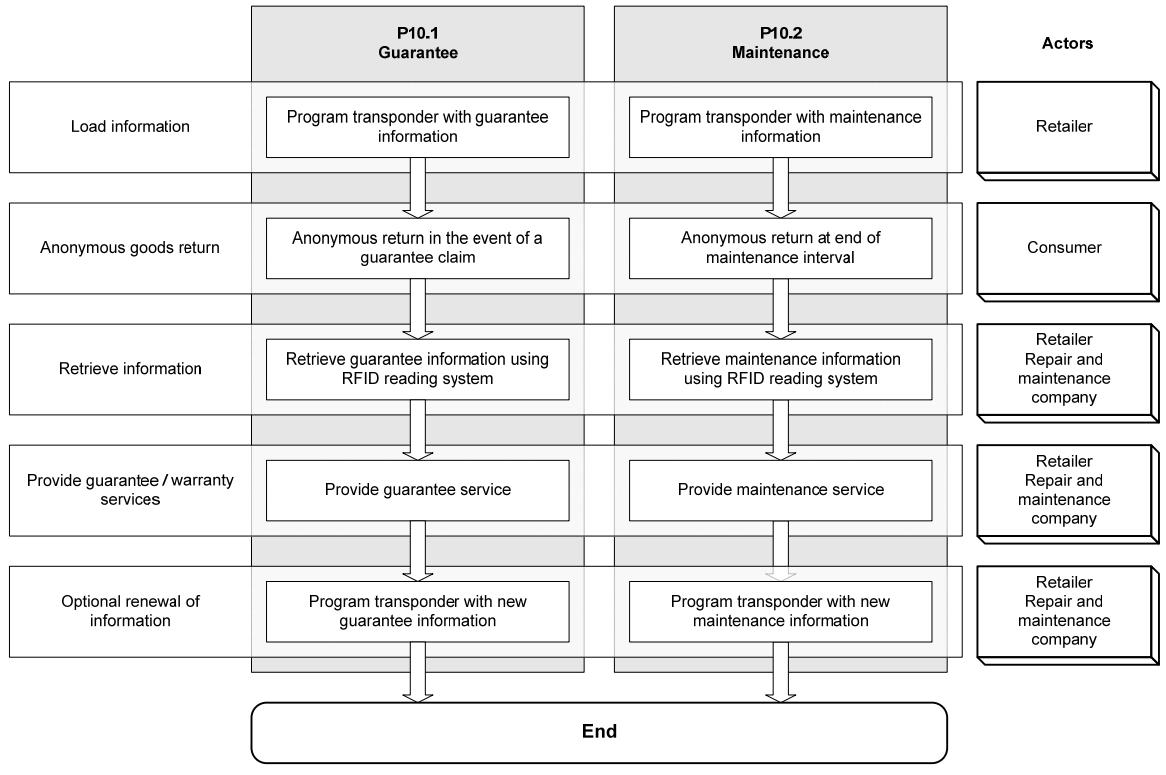 P10.1
Guarantee
P10.2
Maintenance
Actors
Load information
Program transponder with guarantee
information
Program transponder with maintenance
information
Retailer
Anonymous goods return
Anonymous return in the event of a
guarantee claim
Anonymous return at end of
maintenance interval
Consumer
Retrieve information
Retrieve guarantee information using
RFID reading system
Retrieve maintenance information
using RFID reading system
Retailer
Repair and
maintenance
company
Provide guarantee / warranty
services
Provide guarantee service
Provide maintenance service
Retailer
Repair and
maintenance
company
Optional renewal of
information
Program transponder with new
guarantee information
Program transponder with new
maintenance information
Retailer
Repair and
maintenance
company
End